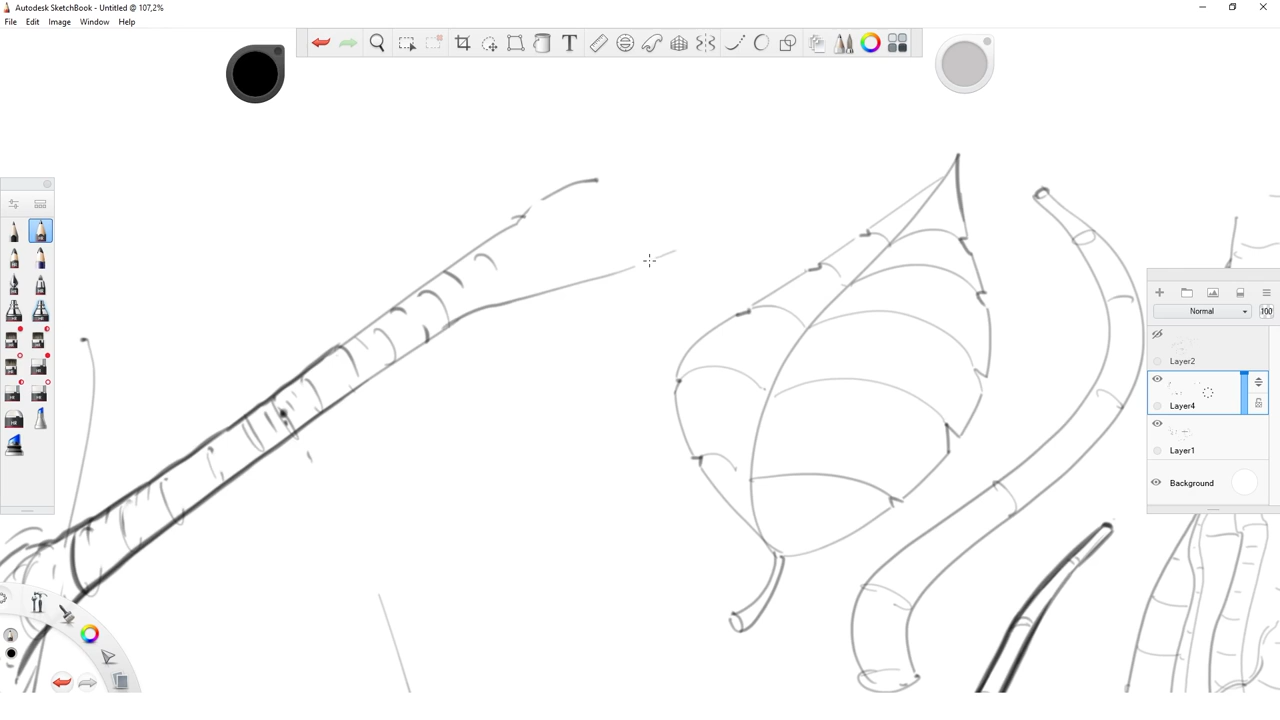 Autodesk SketchBook - Untitled @ 107,2%
File Edit Image Window Help
Normal 100
Layer2
Layer4
Layer1
Background